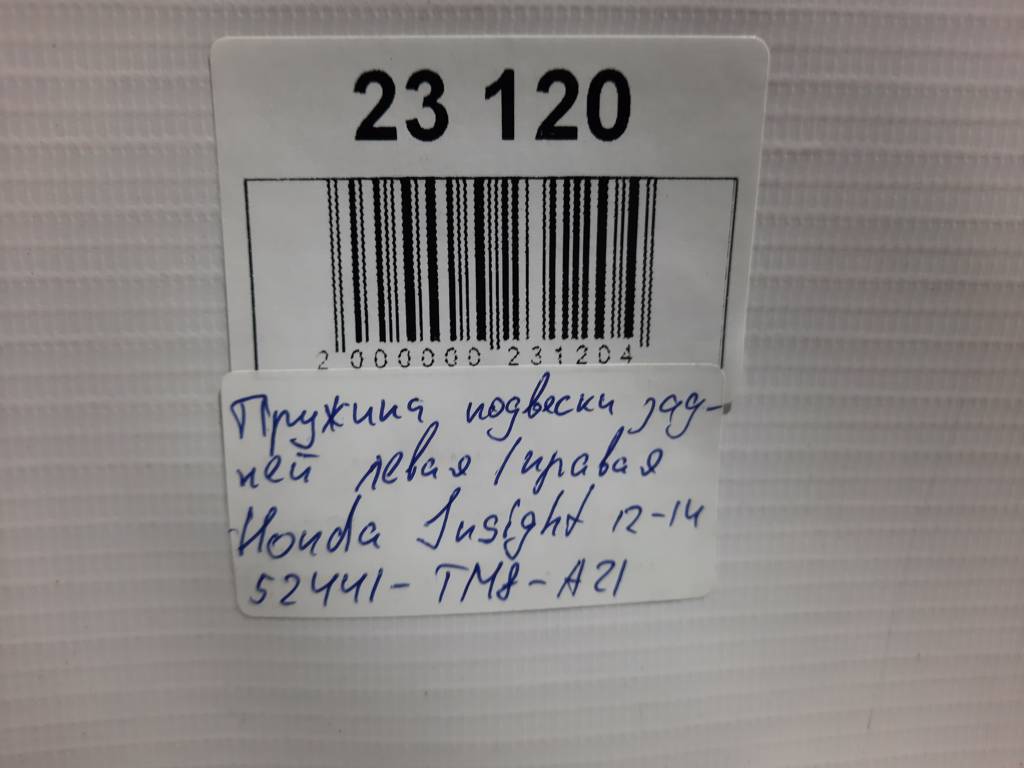 23 120
2 000000 231204
Пружина подвески зад-
ней левая / правая
Honda Insight 12-14
52441-TM8-A21